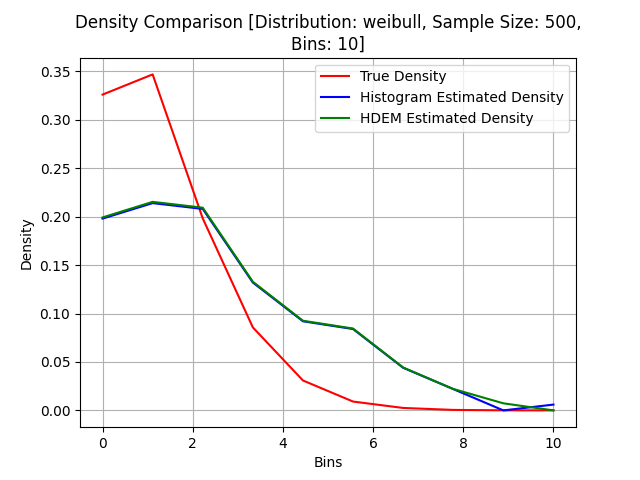 Density Comparison [Distribution: weibull, Sample Size: 500,
Bins: 10]
True Density
Histogram Estimated Density
HDEM Estimated Density
Density
0.35
0.30
0.25
0.20
0.15
0.10
0.05
0.00
0 2 4 6 8 10
Bins